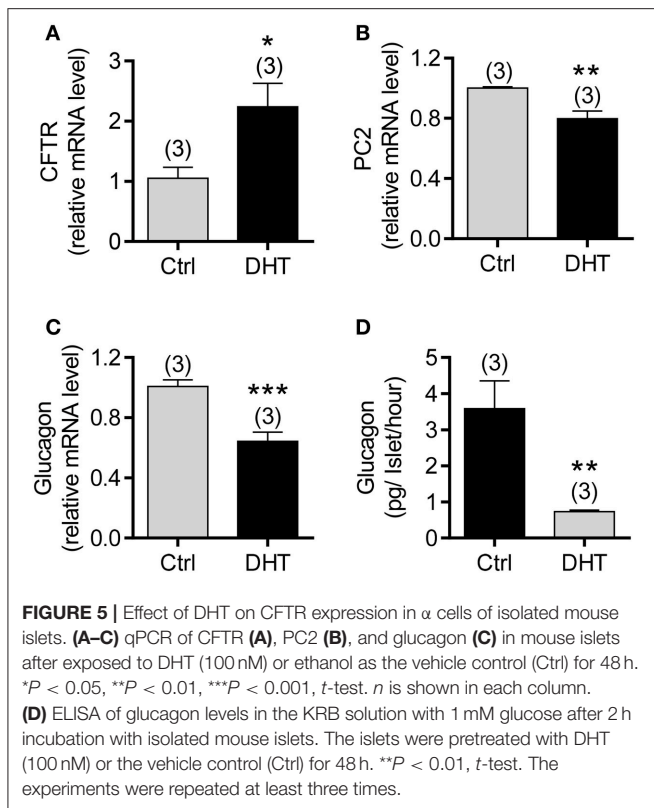 A
*
(3)
(3)
CFTR
(relative mRNA level)
3
2
1
0
Ctrl
DHT
B
(3)
**
(3)
PC2
(relative mRNA level)
1.2
0.8
0.4
0.0
Ctrl
DHT
C
(3)
***
(3)
Glucagon
(relative mRNA level)
1.2
0.8
0.4
0.0
Ctrl
DHT
D
(3)
**
(3)
Glucagon
(pg/ Islet/hour)
5
4
3
2
1
0
Ctrl
DHT
FIGURE 5 | Effect of DHT on CFTR expression in α cells of isolated mouse
islets. (A–C) qPCR of CFTR (A), PC2 (B), and glucagon (C) in mouse islets
after exposed to DHT (100 nM) or ethanol as the vehicle control (Ctrl) for 48 h.
*P < 0.05, **P < 0.01, ***P < 0.001, t-test. n is shown in each column.
(D) ELISA of glucagon levels in the KRB solution with 1 mM glucose after 2 h
incubation with isolated mouse islets. The islets were pretreated with DHT
(100 nM) or the vehicle control (Ctrl) for 48 h. **P < 0.01, t-test. The
experiments were repeated at least three times.